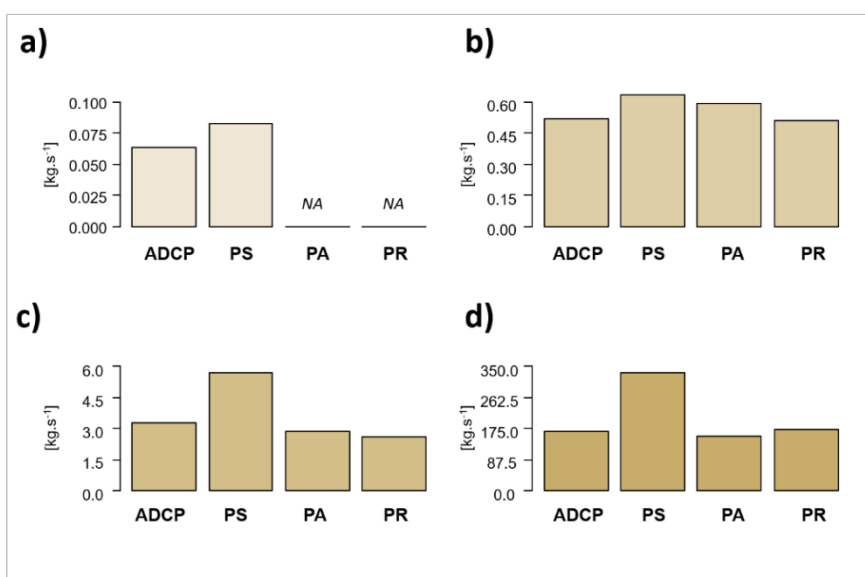 a)
0.100
0.075
0.050
0.025
0.000
[kg.s⁻¹]
NA
NA
ADCP PS PA PR
b)
0.60
0.45
0.30
0.15
0.00
[kg.s⁻¹]
ADCP PS PA PR
c)
6.0
4.5
3.0
1.5
0.0
[kg.s⁻¹]
ADCP PS PA PR
d)
350.0
262.5
175.0
87.5
0.0
[kg.s⁻¹]
ADCP PS PA PR